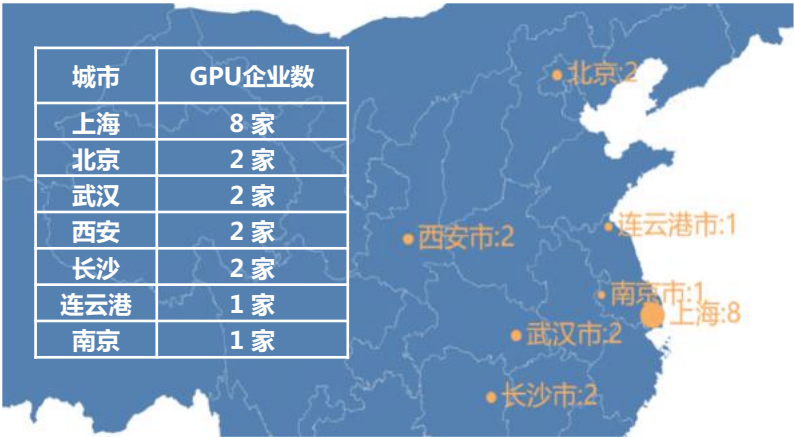 城市 GPU企业数
上海 8 家
北京 2 家
武汉 2 家
西安 2 家
长沙 2 家
连云港 1 家
南京 1 家
北京:2
连云港市:1
西安市:2
南京市:1
上海:8
武汉市:2
长沙市:2